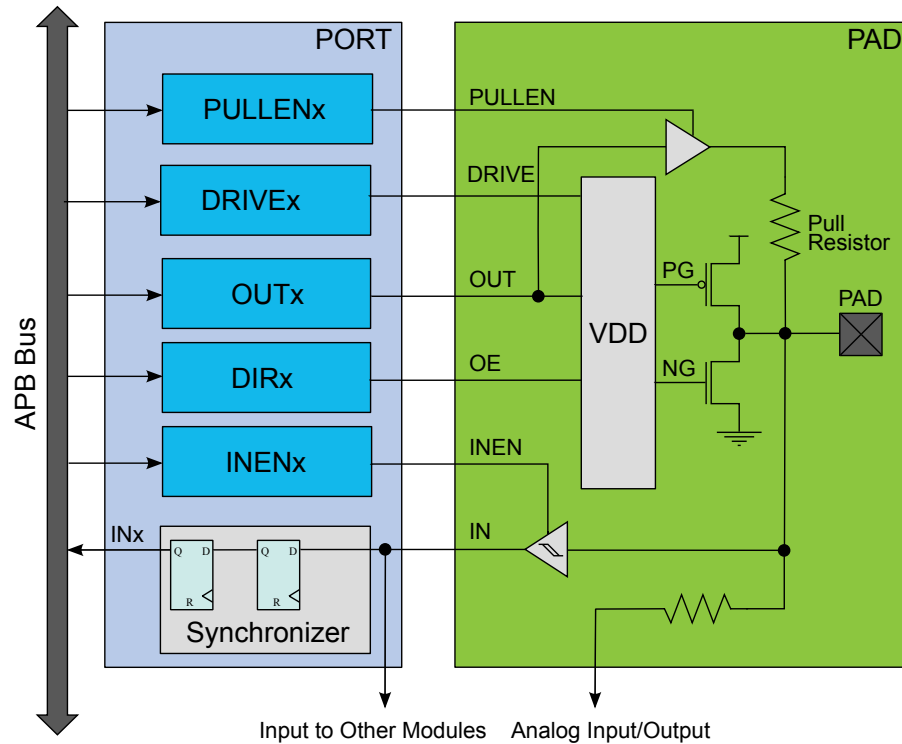 PORT
PAD
PULLENx
PULLEN
DRIVEx
DRIVE
Pull
Resistor
OUTx
OUT
PG
PAD
VDD
APB Bus
DIRx
OE
NG
INENx
INEN
INx
Q D
Q D
IN
R
R
Synchronizer
Input to Other Modules
Analog Input/Output